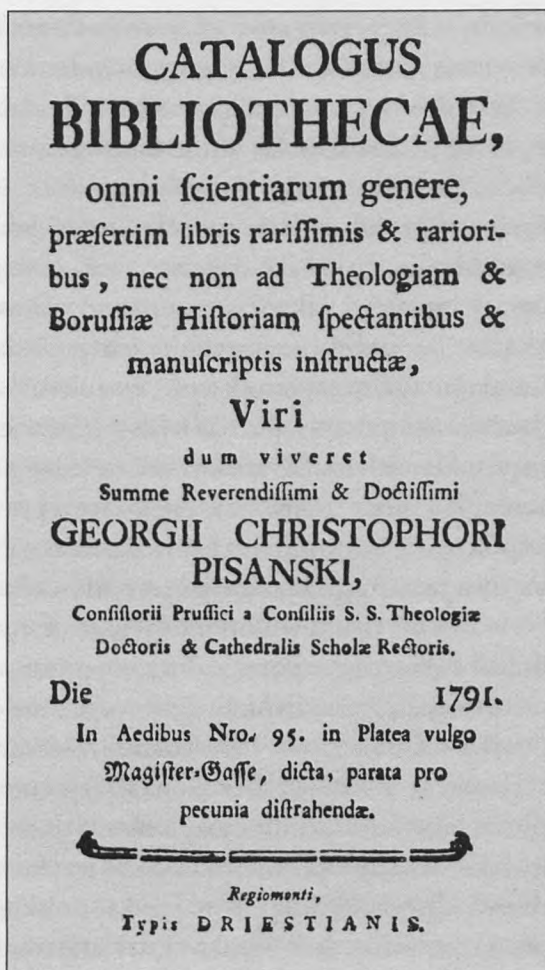 CATALOGUS
BIBLIOTHECAE,
omni ſcientiarum genere,
præſertim libris rariſſimis & rariori-
bus, nec non ad Theologiam &
Boruſſiæ Hiſtoriam ſpectantibus &
manuſcriptis inſtructæ,
Viri
dum viveret
Summe Reverendiſſimi & Doctiſſimi
GEORGII CHRISTOPHORI
PISANSKI,
Conſiſtorii Pruſſici a Conſiliis S. S. Theologiæ
Doctoris & Cathedralis Scholæ Rectoris.
Die 1791.
In Aedibus Nro. 95. in Platea vulgo
Magiſter-Gaſſe, dicta, parata pro
pecunia diſtrahendæ.
Regiomonti,
Typis DRIESTIANIS.